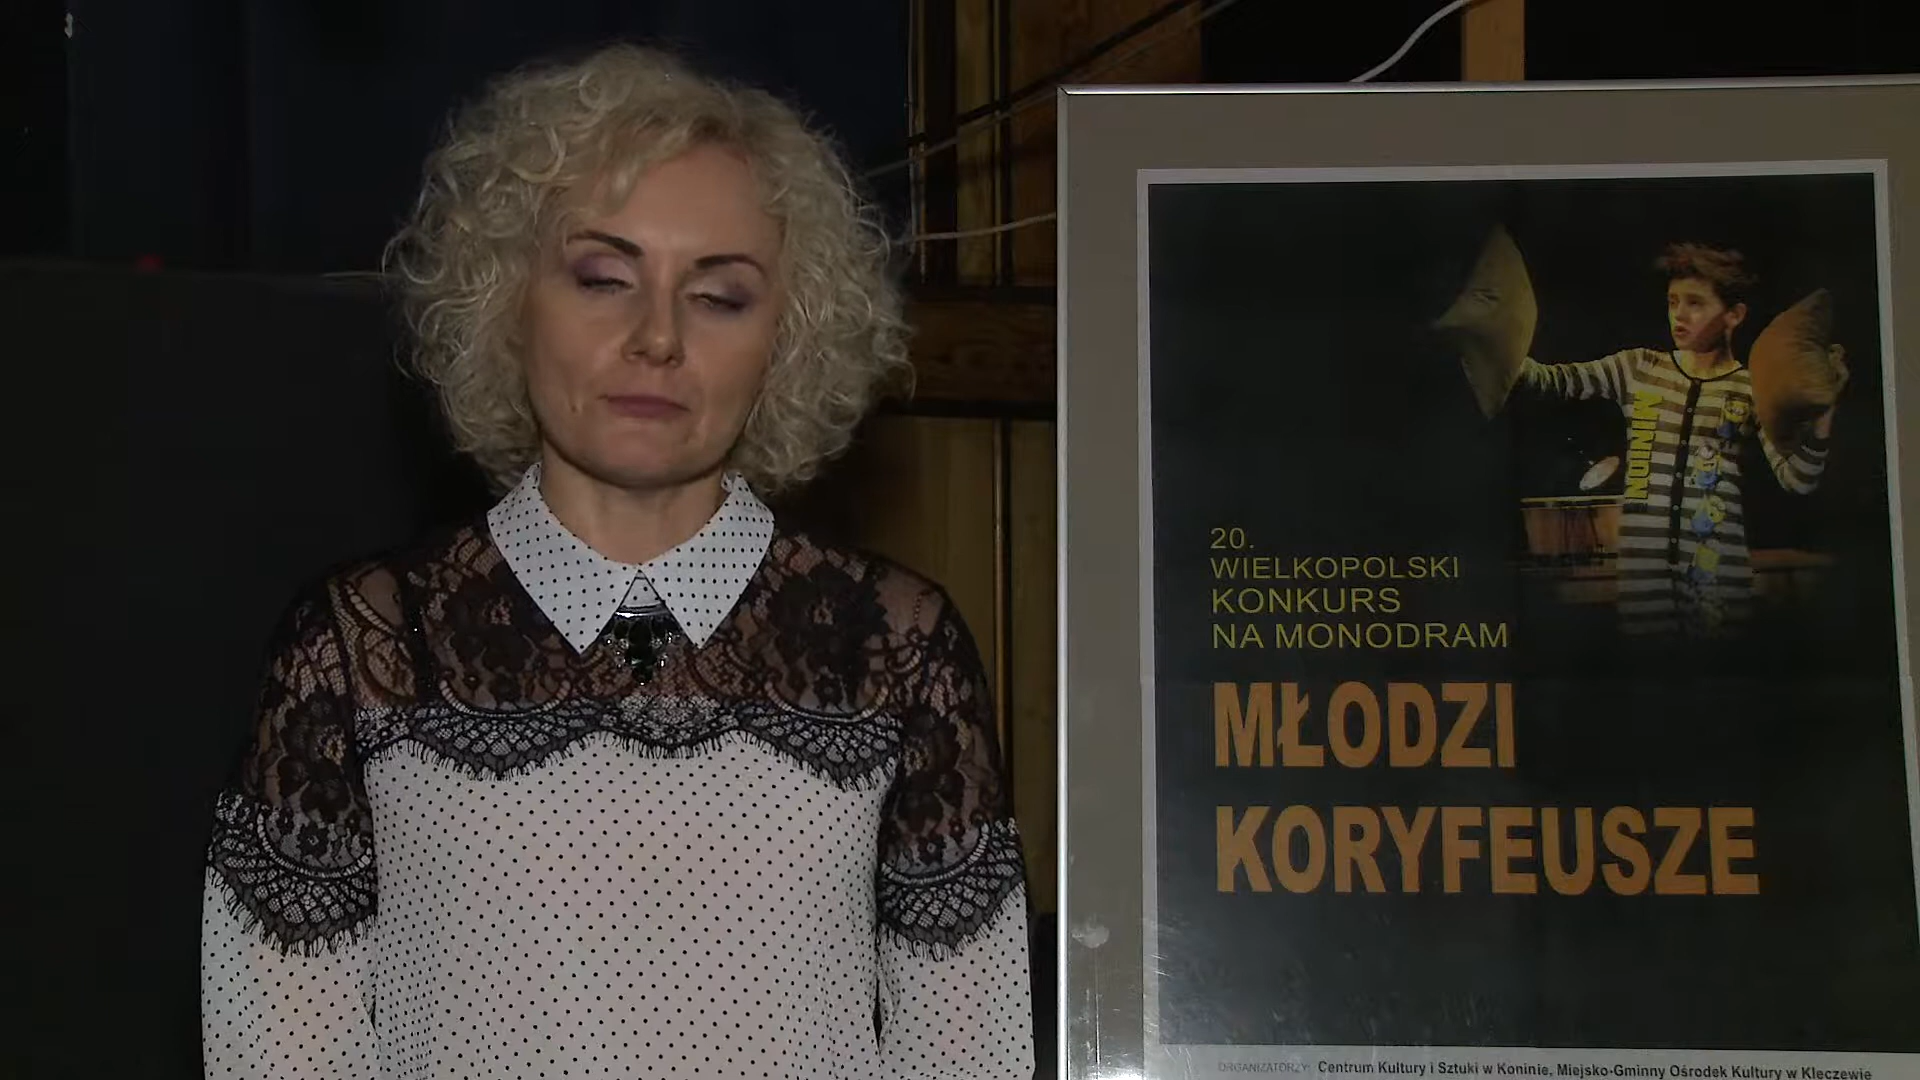 MINION
20.
WIELKOPOLSKI
KONKURS
NA MONODRAM
MŁODZI
KORYFEUSZE
ORGANIZATORZY: Centrum Kultury i Sztuki w Koninie, Miejsko-Gminny Ośrodek Kultury w Kleczewie